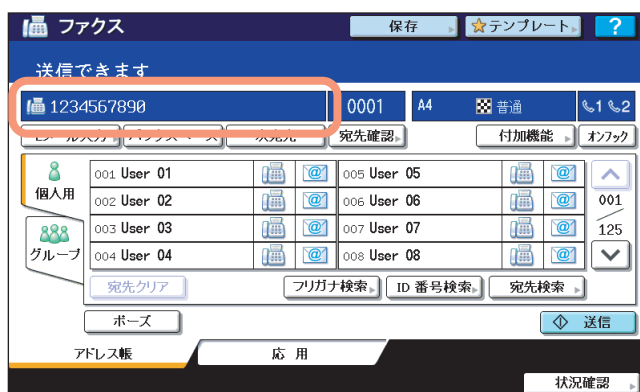 ファクス 保存 テンプレート ?
送信できます
1234567890 0001 A4 普通 1 2
宛先確認 付加機能 オンフック
個人用
001 User 01 005 User 05
002 User 02 006 User 06
001
003 User 03 007 User 07
125
グループ
004 User 04 008 User 08
宛先クリア フリガナ検索 ID 番号検索 宛先検索
ポーズ 送信
アドレス帳 応用
状況確認